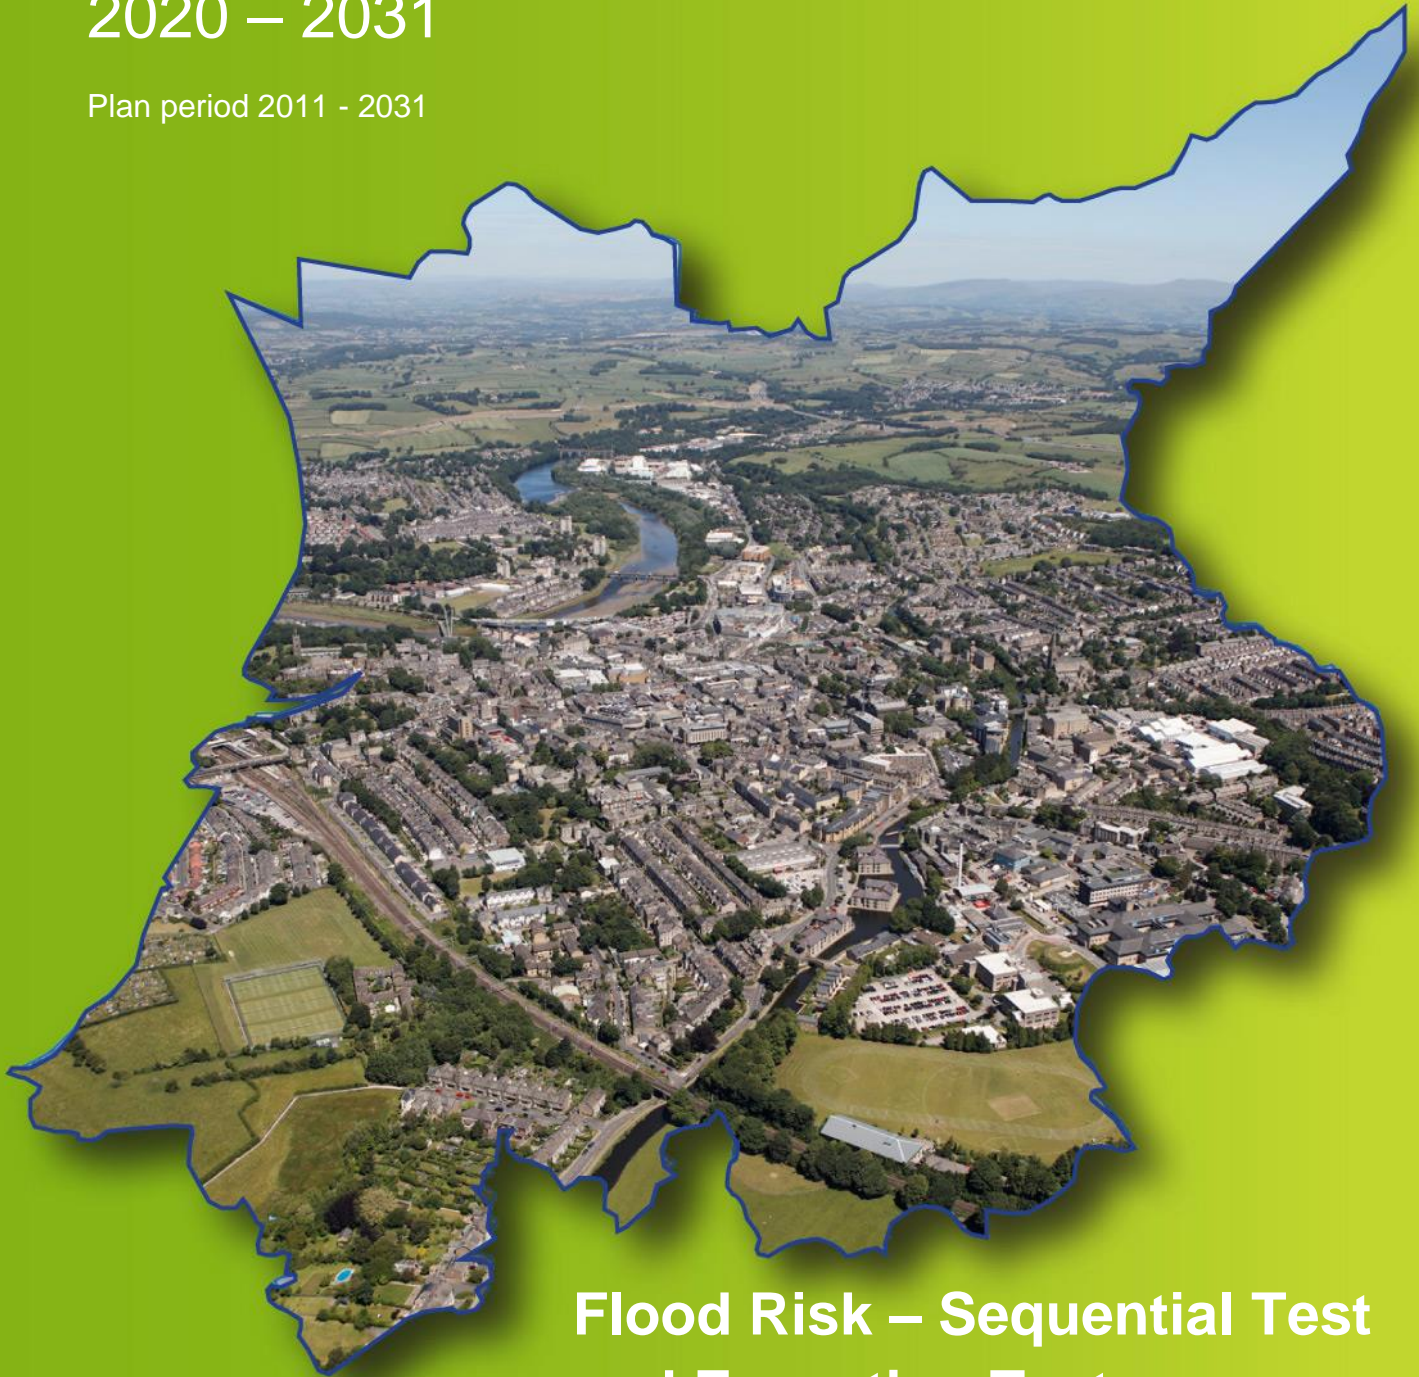 2020 – 2031
Plan period 2011 - 2031
Flood Risk – Sequential Test